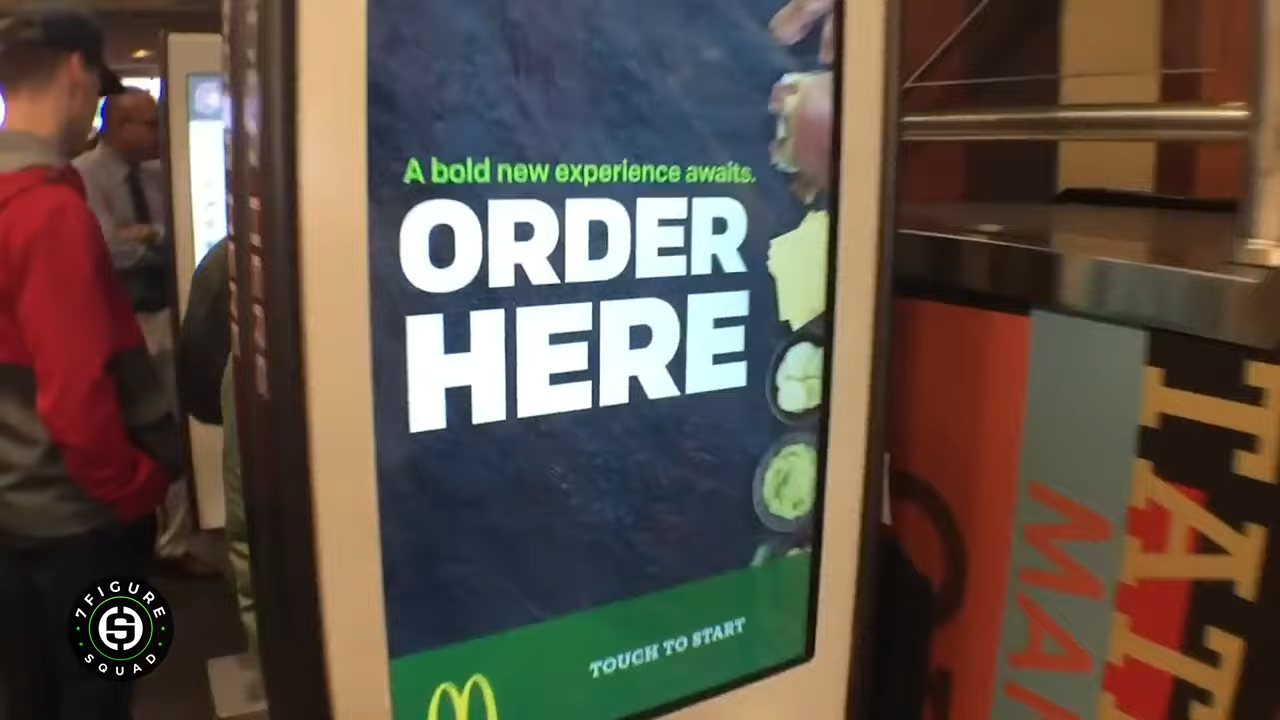 A bold new experience awaits.
ORDER
HERE
TOUCH TO START
7FIGURE
SQUAD